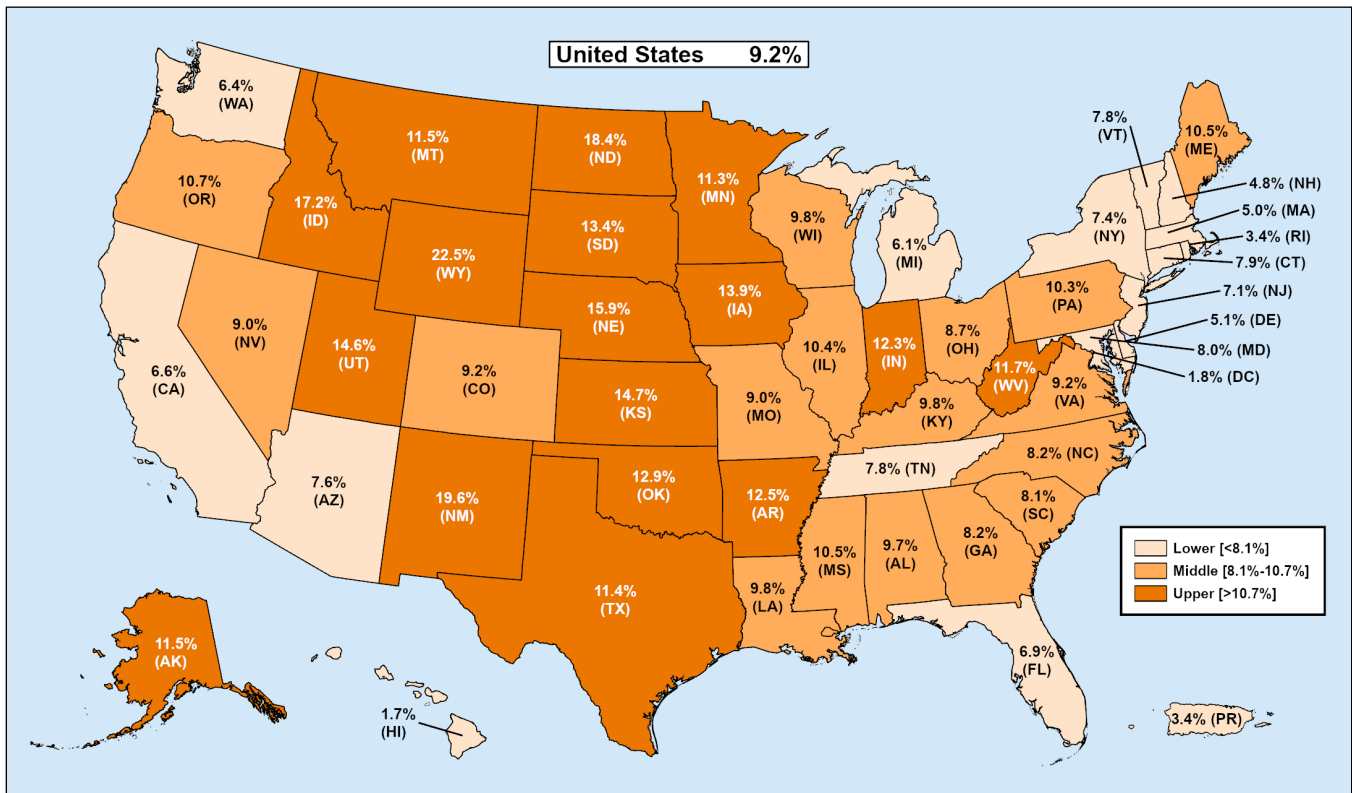 United States 9.2%
6.4%
(WA)
10.7%
(OR)
6.6%
(CA)
9.0%
(NV)
17.2%
(ID)
11.5%
(MT)
22.5%
(WY)
14.6%
(UT)
9.2%
(CO)
7.6%
(AZ)
19.6%
(NM)
18.4%
(ND)
13.4%
(SD)
15.9%
(NE)
14.7%
(KS)
12.9%
(OK)
11.4%
(TX)
11.3%
(MN)
13.9%
(IA)
9.0%
(MO)
12.5%
(AR)
9.8%
(LA)
9.8%
(WI)
10.4%
(IL)
6.1%
(MI)
12.3%
(IN)
8.7%
(OH)
9.8%
(KY)
7.8% (TN)
10.5%
(MS)
9.7%
(AL)
8.2%
(GA)
6.9%
(FL)
8.1%
(SC)
8.2% (NC)
9.2%
(VA)
11.7%
(WV)
10.3%
(PA)
7.4%
(NY)
7.8%
(VT)
10.5%
(ME)
4.8% (NH)
5.0% (MA)
3.4% (RI)
7.9% (CT)
7.1% (NJ)
5.1% (DE)
8.0% (MD)
1.8% (DC)
11.5%
(AK)
1.7%
(HI)
3.4% (PR)
Lower [<8.1%]
Middle [8.1%-10.7%]
Upper [>10.7%]